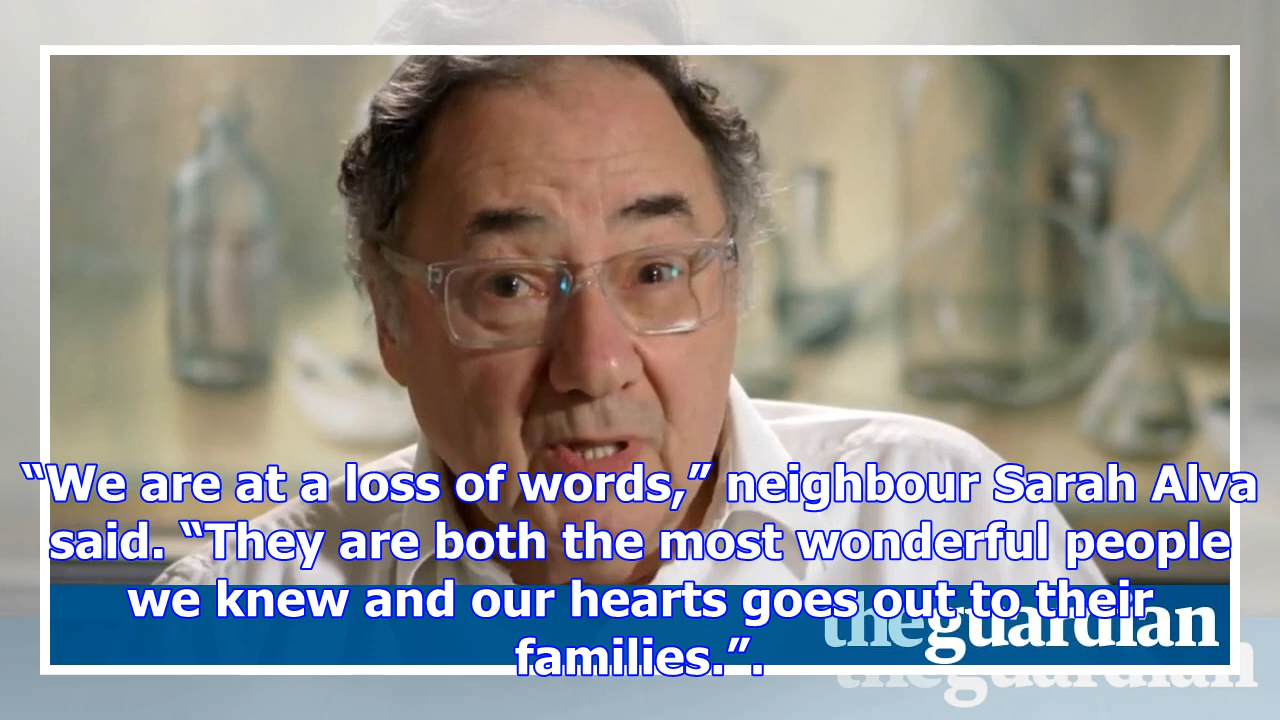 “We are at a loss of words,” neighbour Sarah Alva
said. “They are both the most wonderful people
we knew and our hearts goes out to their
families.”.
theguardian
theguardian